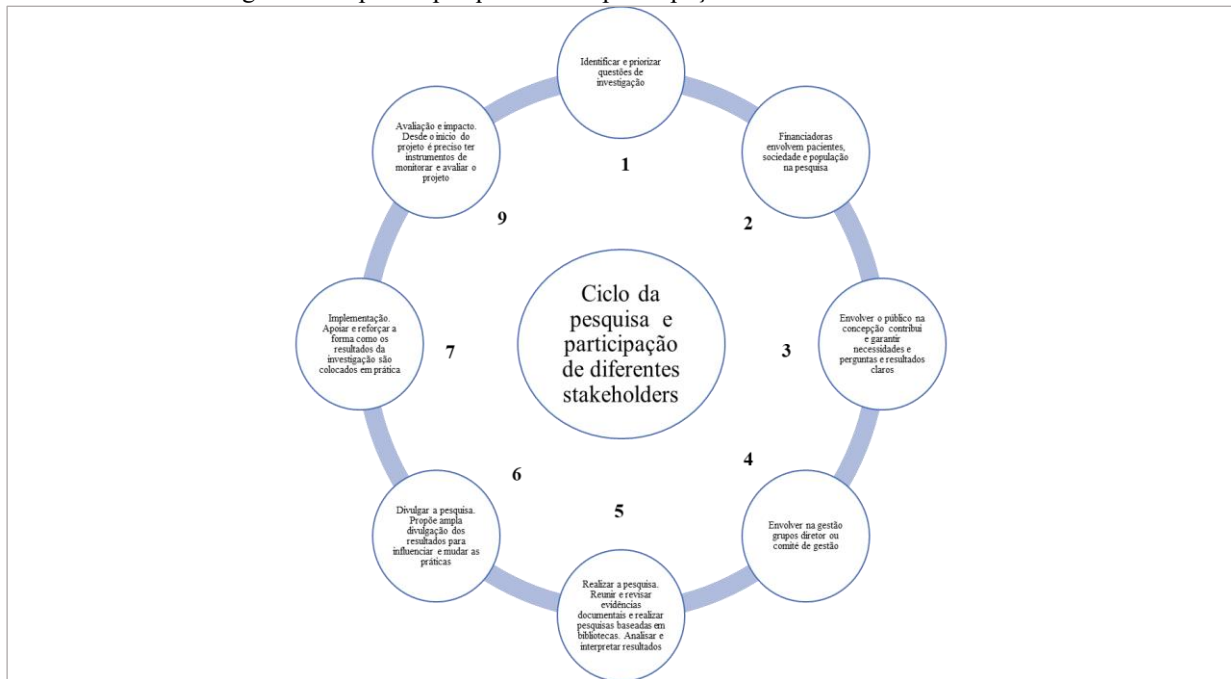 Identificar e priorizar
questões de
investigação
1
Financiadoras
envolvem pacientes,
sociedade e população
na pesquisa
2
Envolver o público na
concepção contribui
e garantir
necessidades e
perguntas e resultados
claros
3
Envolver na gestão
grupos diretor ou
comitê de gestão
4
Realizar a pesquisa.
Reunir e revisar
evidências
documentais e realizar
pesquisas baseadas em
bibliotecas. Analisar e
interpretar resultados
5
Divulgar a pesquisa.
Propõe ampla
divulgação dos
resultados para
influenciar e mudar as
práticas
6
Implementação.
Apoiar e reforçar a
forma como os
resultados da
investigação são
colocados em prática
7
Avaliação e impacto.
Desde o inicio do
projeto é preciso ter
instrumentos de
monitorar e avaliar o
projeto
9
Ciclo da
pesquisa e
participação
de diferentes
stakeholders